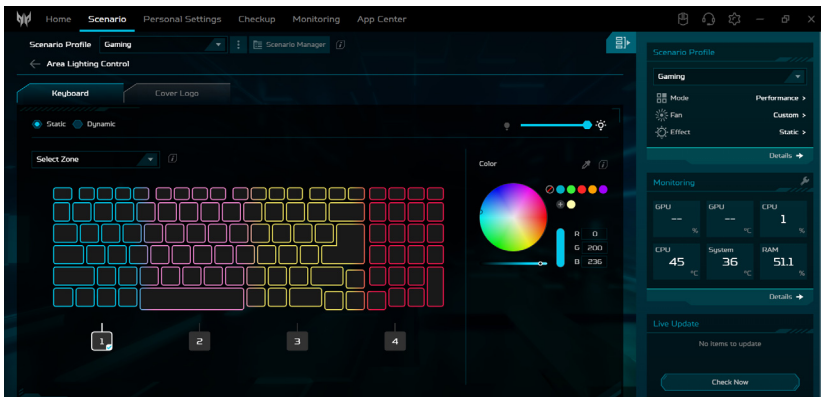 Home Scenario Personal Settings Checkup Monitoring App Center
Scenario Profile Gaming Scenario Manager
Area Lighting Control
Keyboard Cover Logo
Static Dynamic
Select Zone
Color
R 0
G 200
B 236
1 2 3 4
Scenario Profile
Gaming
Mode Performance >
Fan Custom >
Effect Static >
Details
Monitoring
GPU GPU CPU
-- -- 1
% °C %
CPU System RAM
45 36 51.1
°C °C %
Details
Live Update
No items to update
Check Now